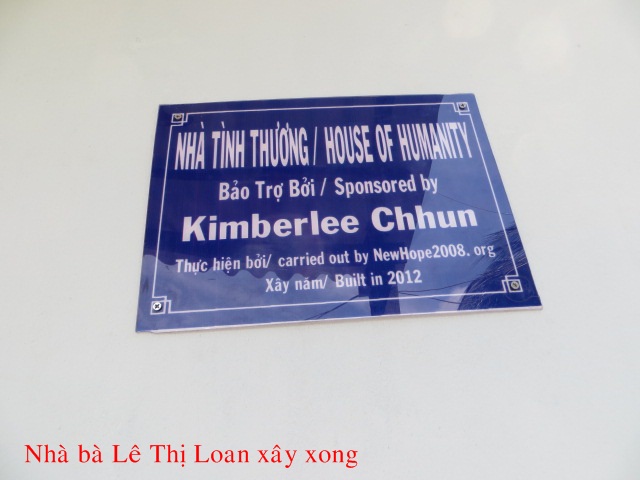 NHÀ TÌNH THƯƠNG / HOUSE OF HUMANITY
Bảo Trợ Bởi / Sponsored by
Kimberlee Chhun
Thực hiện bởi/ carried out by NewHope2008. org
Xây năm/ Built in 2012
Nhà bà Lê Thị Loan xây xong